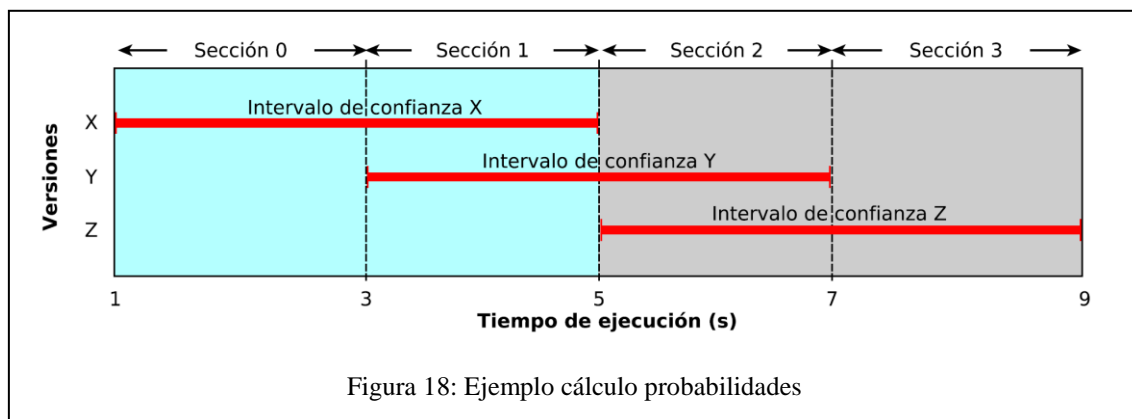 Sección 0 Sección 1 Sección 2 Sección 3
Intervalo de confianza X
X
Intervalo de confianza Y
Y
Intervalo de confianza Z
Z
Versiones
1 3 5 7 9
Tiempo de ejecución (s)
Figura 18: Ejemplo cálculo probabilidades